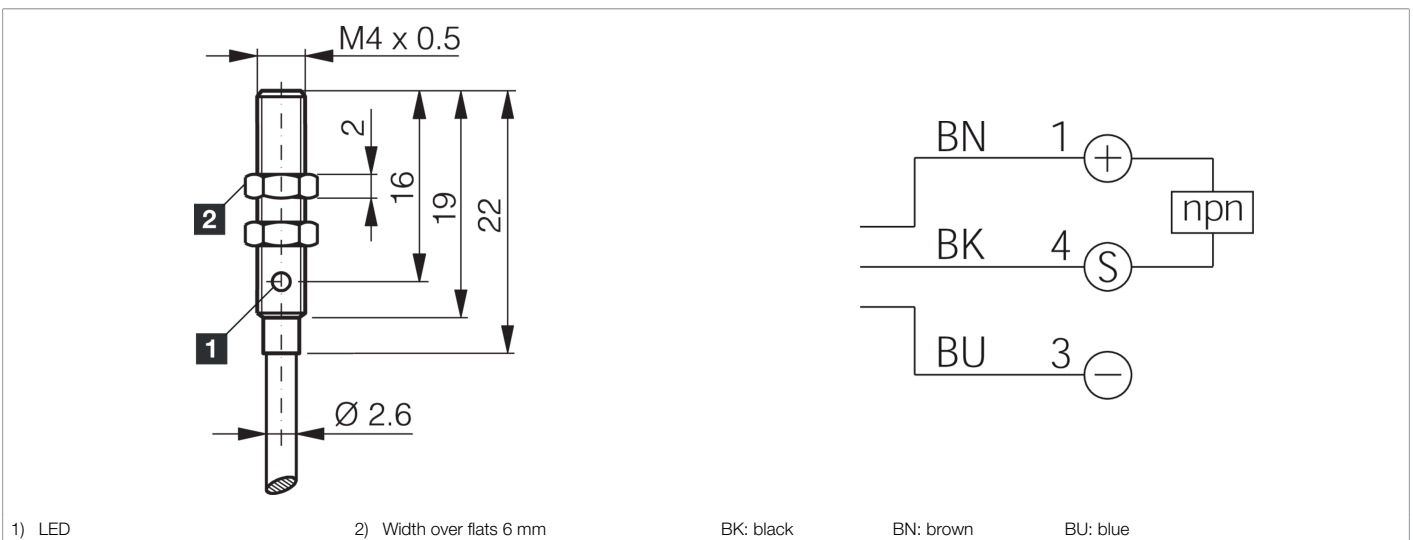 M4 x 0.5
2
16
19
22
2
1
Ø 2.6
BN 1 +
npn
BK 4 S
BU 3 −
1) LED 2) Width over flats 6 mm BK: black BN: brown BU: blue